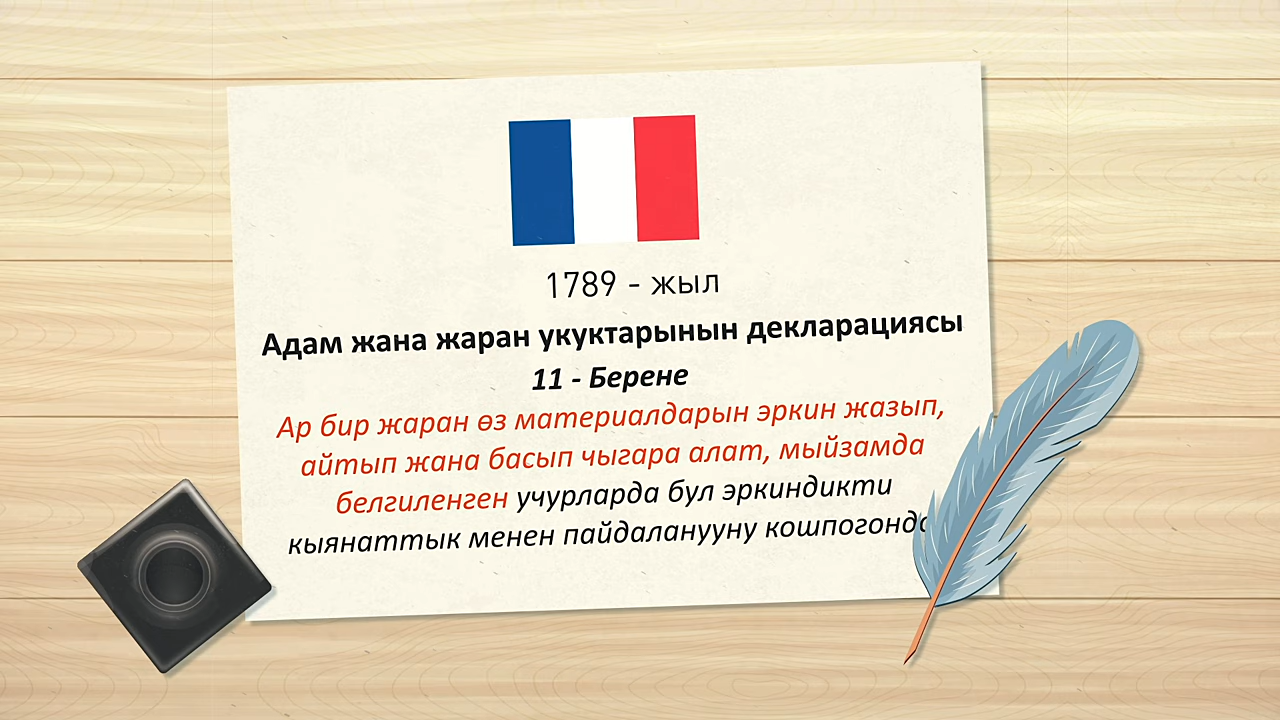 1789 - жыл
Адам жана жаран укуктарынын декларациясы
11 - Берене
Ар бир жаран өз материалдарын эркин жазып,
айтып жана басып чыгара алат, мыйзамда
белгиленген учурларда бул эркиндикти
кыянаттык менен пайдаланууну кошпогондо